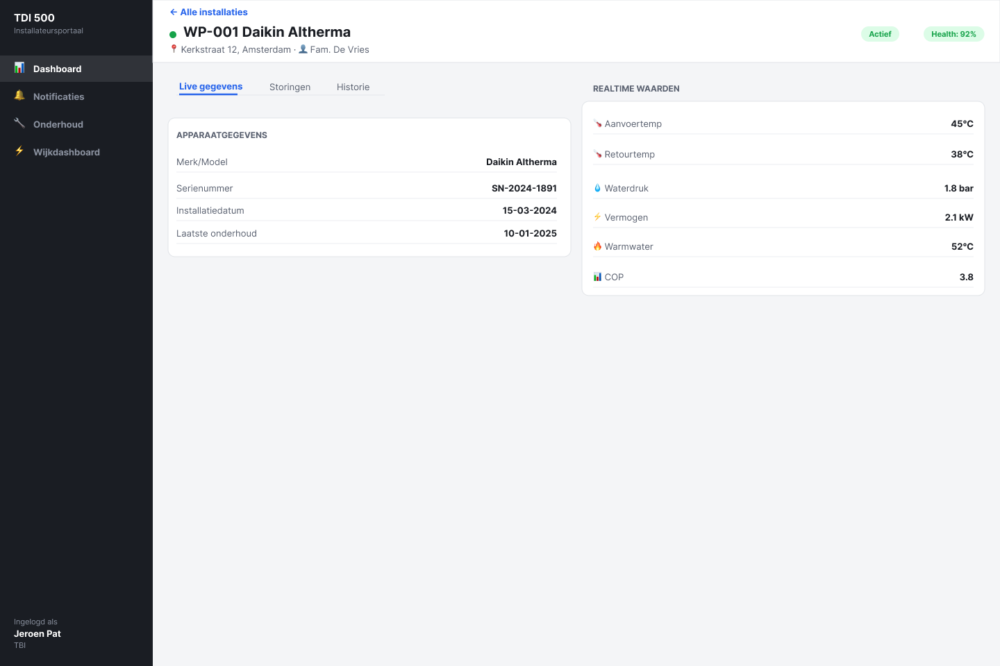 TDI 500
Installateursportaal
Dashboard
Notificaties
Onderhoud
Wijkdashboard
Ingelogd als
Jeroen Pat
TBI
← Alle installaties
WP-001 Daikin Altherma
Kerkstraat 12, Amsterdam · Fam. De Vries
Actief
Health: 92%
Live gegevens Storingen Historie
APPARAATGEGEVENS
Merk/Model Daikin Altherma
Serienummer SN-2024-1891
Installatiedatum 15-03-2024
Laatste onderhoud 10-01-2025
REALTIME WAARDEN
Aanvoertemp 45°C
Retourtemp 38°C
Waterdruk 1.8 bar
Vermogen 2.1 kW
Warmwater 52°C
COP 3.8